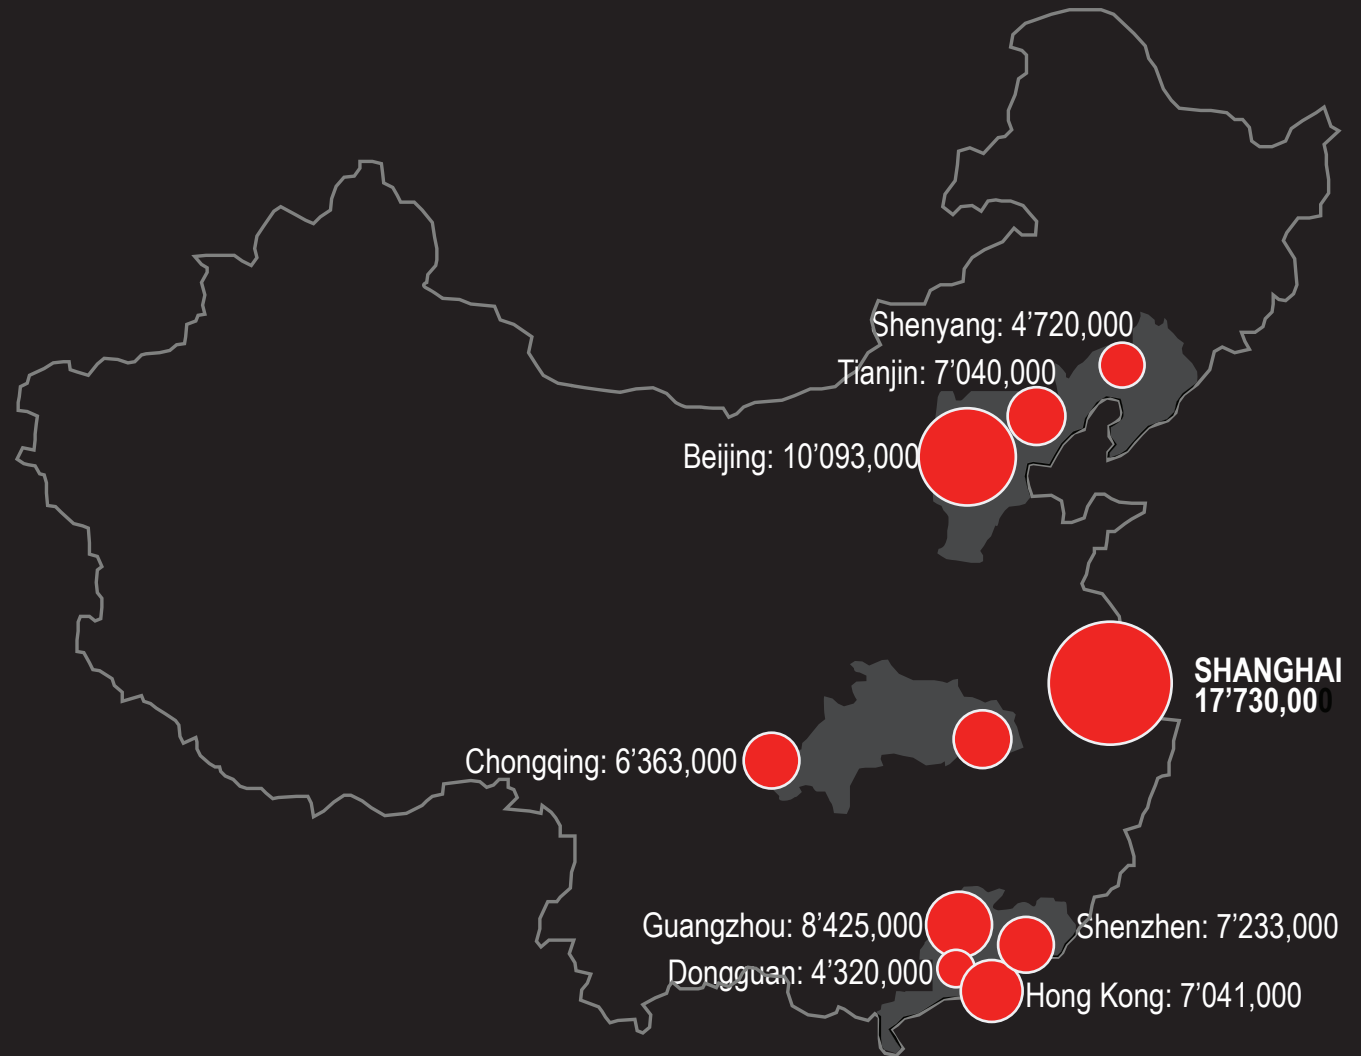 Shenyang: 4’720,000
Tianjin: 7’040,000
Beijing: 10’093,000
SHANGHAI
17’730,000
Chongqing: 6’363,000
Guangzhou: 8’425,000
Shenzhen: 7’233,000
Dongguan: 4’320,000
Hong Kong: 7’041,000